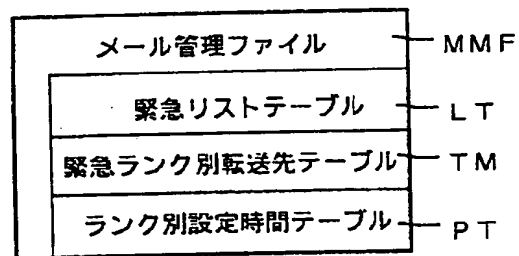 メール管理ファイル MMF
緊急リストテーブル LT
緊急ランク別転送先テーブル TM
ランク別設定時間テーブル PT